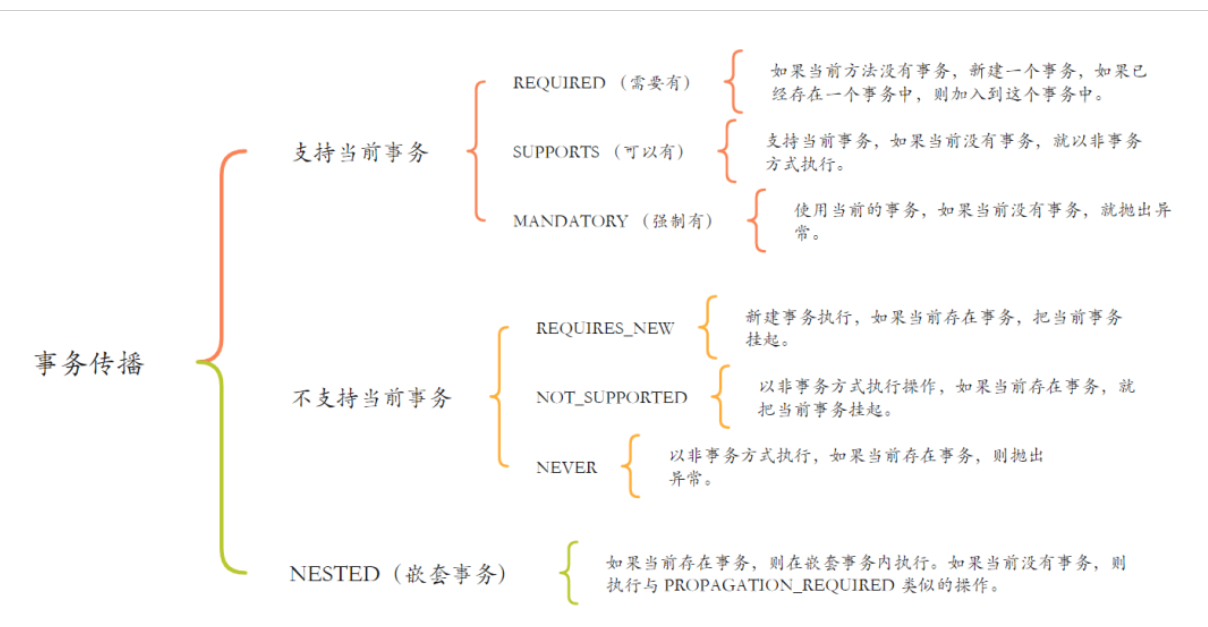 事务传播
支持当前事务
REQUIRED（需要有）
如果当前方法没有事务，新建一个事务，如果已
经存在一个事务中，则加入到这个事务中。
SUPPORTS（可以有）
支持当前事务，如果当前没有事务，就以非事务
方式执行。
MANDATORY（强制有）
使用当前的事务，如果当前没有事务，就抛出异
常。
不支持当前事务
REQUIRES_NEW
新建事务执行，如果当前存在事务，把当前事务
挂起。
NOT_SUPPORTED
以非事务方式执行操作，如果当前存在事务，就
把当前事务挂起。
NEVER
以非事务方式执行，如果当前存在事务，则抛出
异常。
NESTED（嵌套事务）
如果当前存在事务，则在嵌套事务内执行。如果当前没有事务，则
执行与 PROPAGATION_REQUIRED 类似的操作。